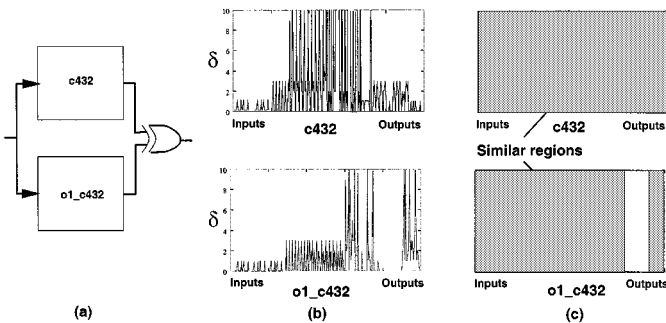 c432
o1_c432
(a)
δ
10
8
6
4
2
0
Inputs
Outputs
c432
δ
10
8
6
4
2
0
Inputs
Outputs
o1_c432
(b)
Inputs
Outputs
c432
Similar regions
Inputs
Outputs
o1_c432
(c)